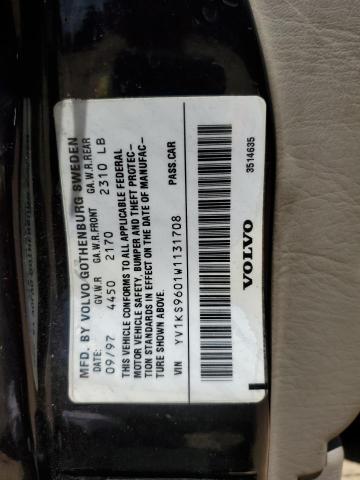 MFD. BY VOLVO GOTHENBURG SWEDEN
DATE: G.V.W.R G.A.W.R.FRONT GA.W.R.REAR
09/97 4450 2170 2310 LB
THIS VEHICLE CONFORMS TO ALL APPLICABLE FEDERAL
MOTOR VEHICLE SAFETY, BUMPER AND THEFT PROTEC-
TION STANDARDS IN EFFECT ON THE DATE OF MANUFAC-
TURE SHOWN ABOVE.
VIN YV1KS9601W1131708 PASS.CAR
VOLVO 3514635